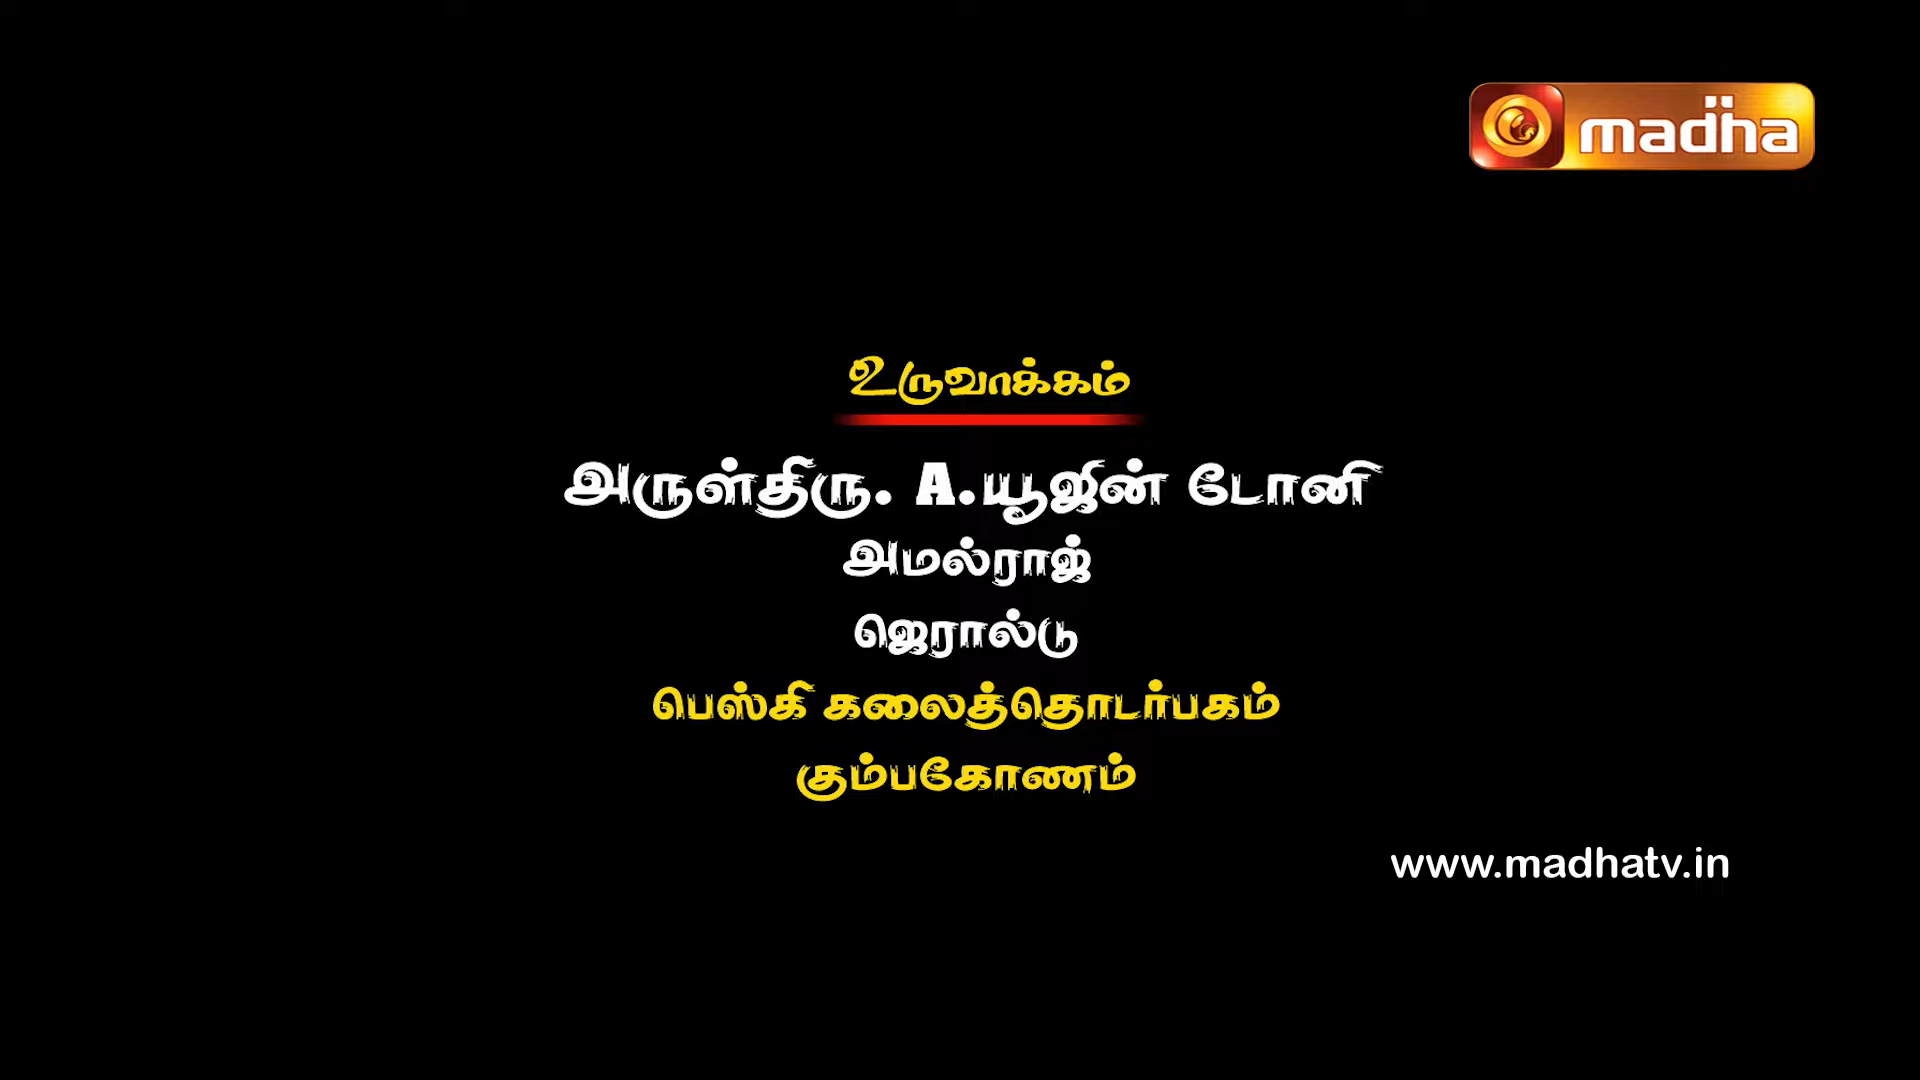 madha
உருவாக்கம்
அருள்திரு. A.யூஜின் டோனி
அமல்ராஜ்
ஜெரால்டு
பெஸ்கி கலைத்தொடர்பகம்
கும்பகோணம்
www.madhatv.in